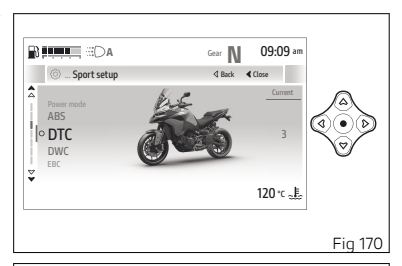 A
Gear N 09:09 am
... Sport setup
Back Close
Current
Power mode
ABS
DTC 3
DWC
EBC
120 °C
Fig 170